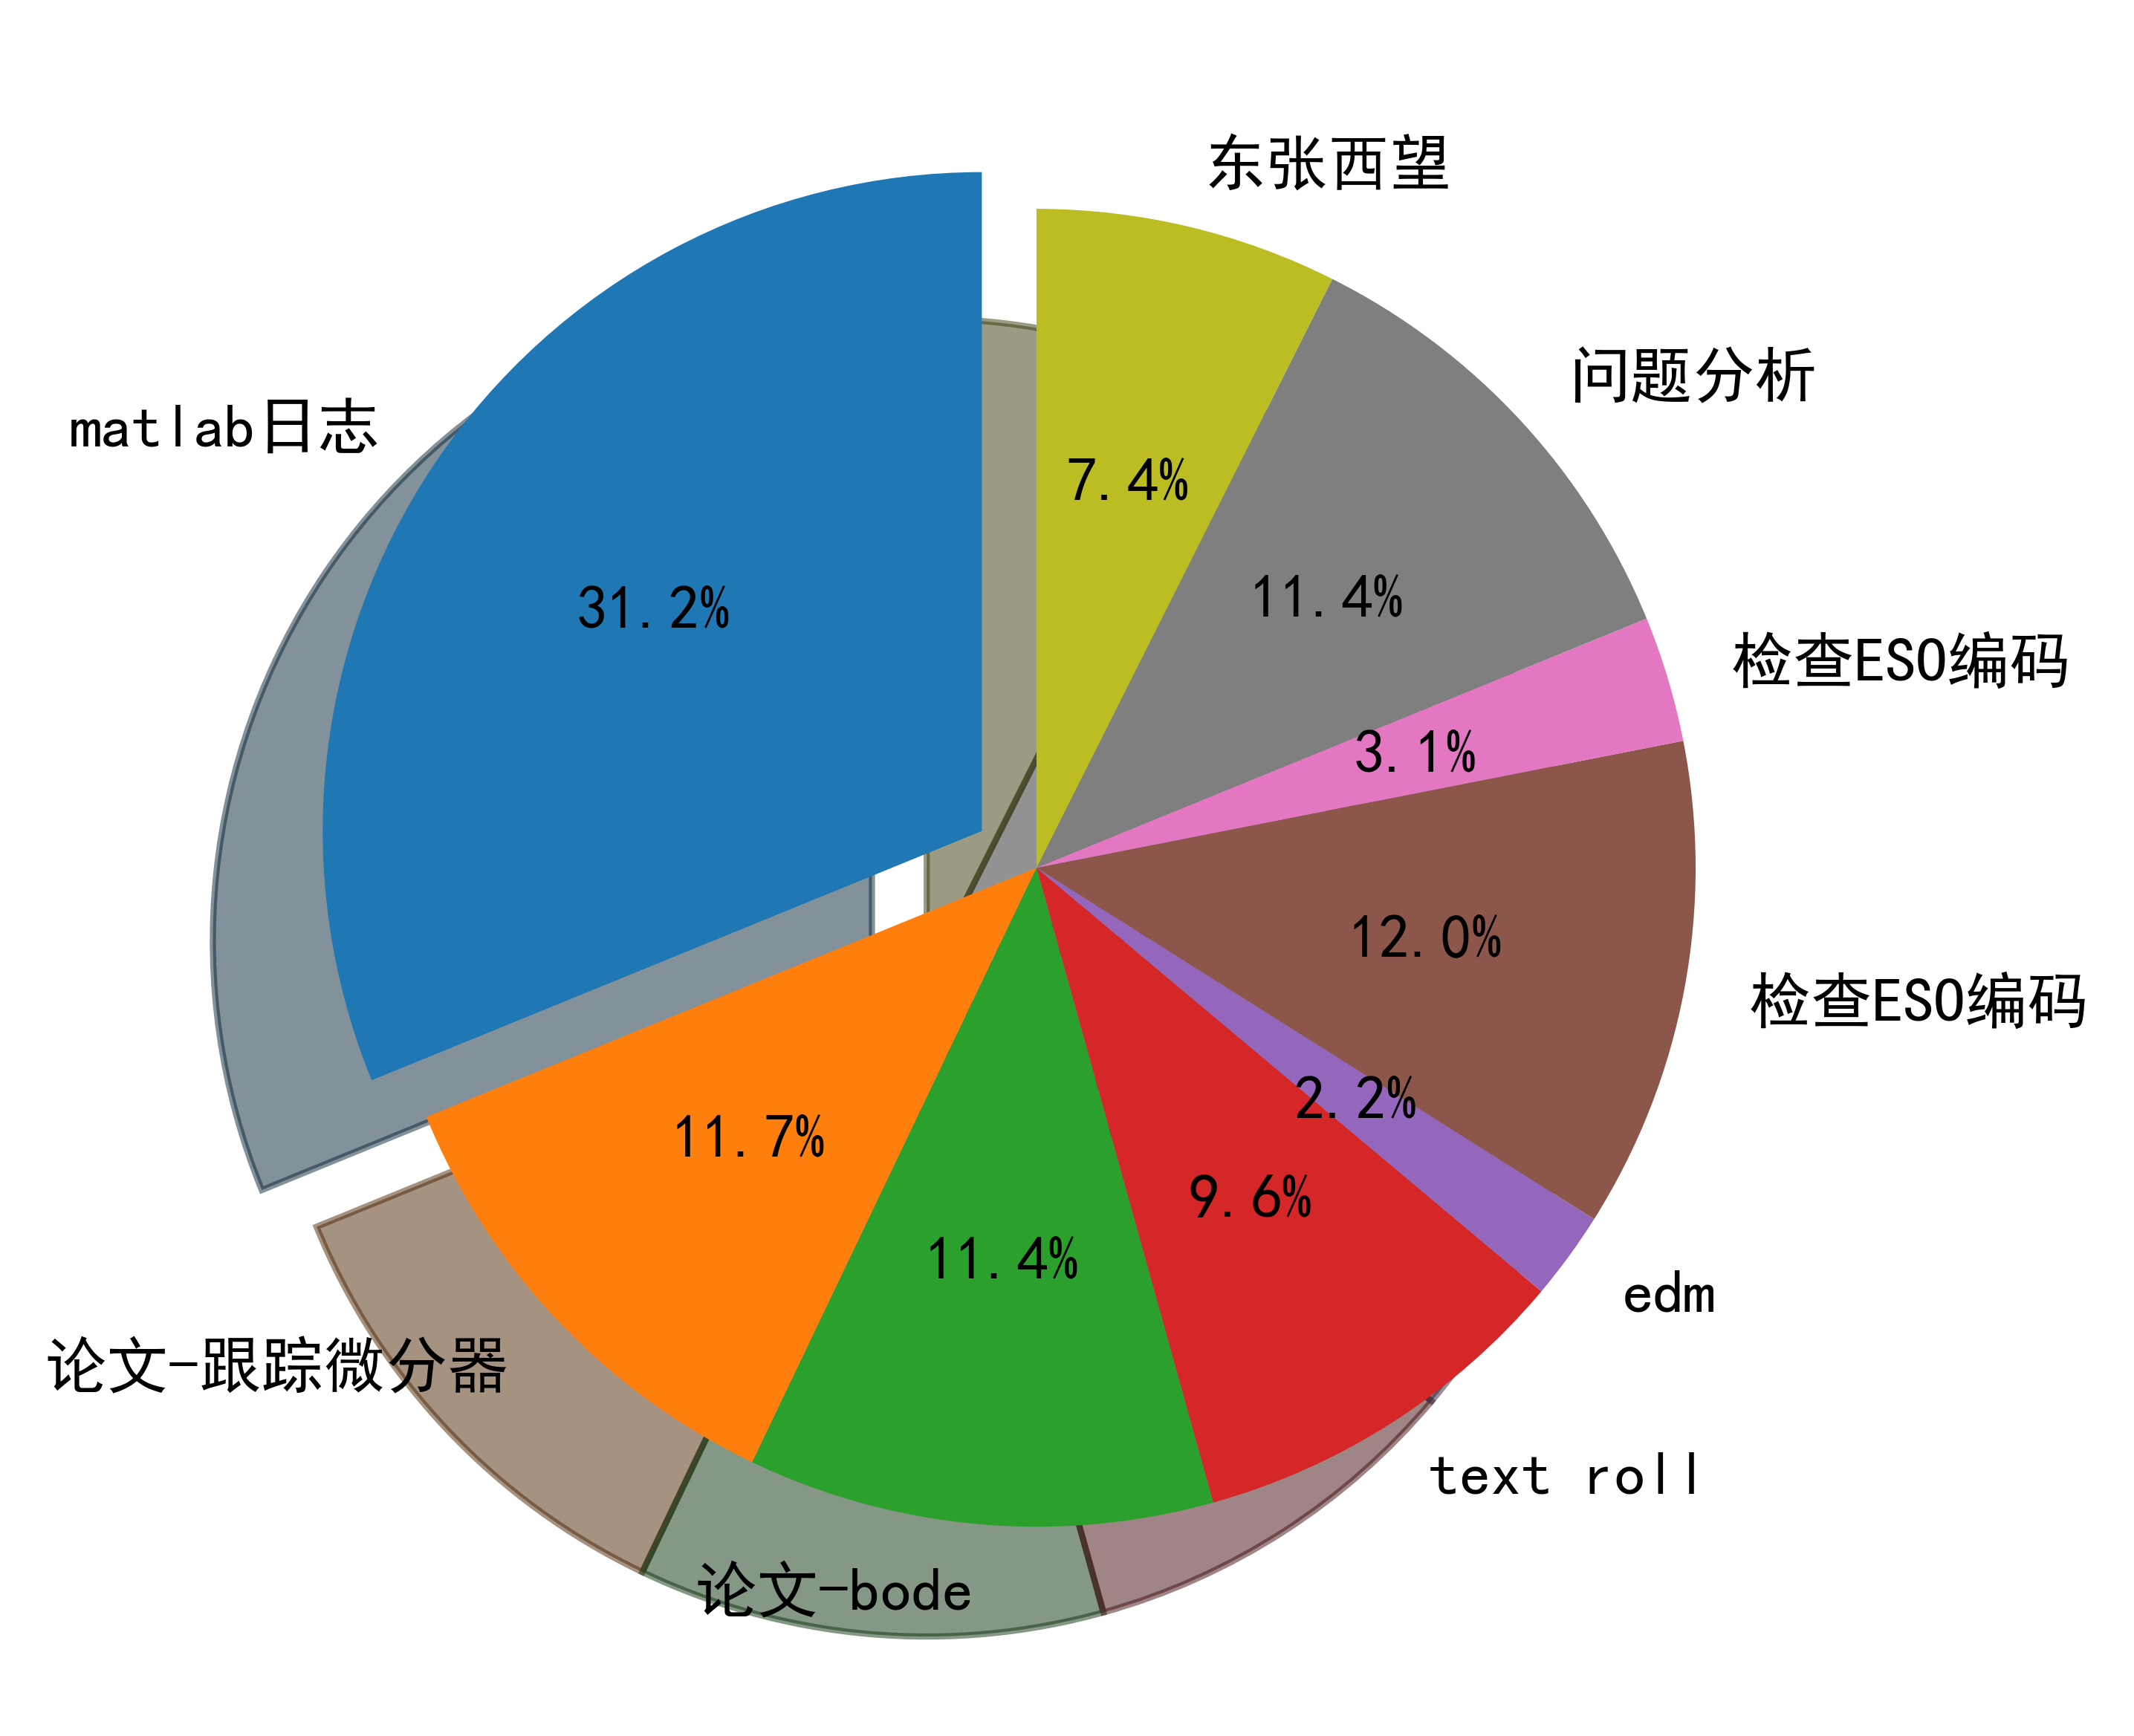 东张西望
问题分析
matlab日志
7.4%
11.4%
31.2%
检查ESO编码
3.1%
12.0%
检查ESO编码
2.2%
11.7%
9.6%
11.4%
edm
论文-跟踪微分器
text roll
论文-bode